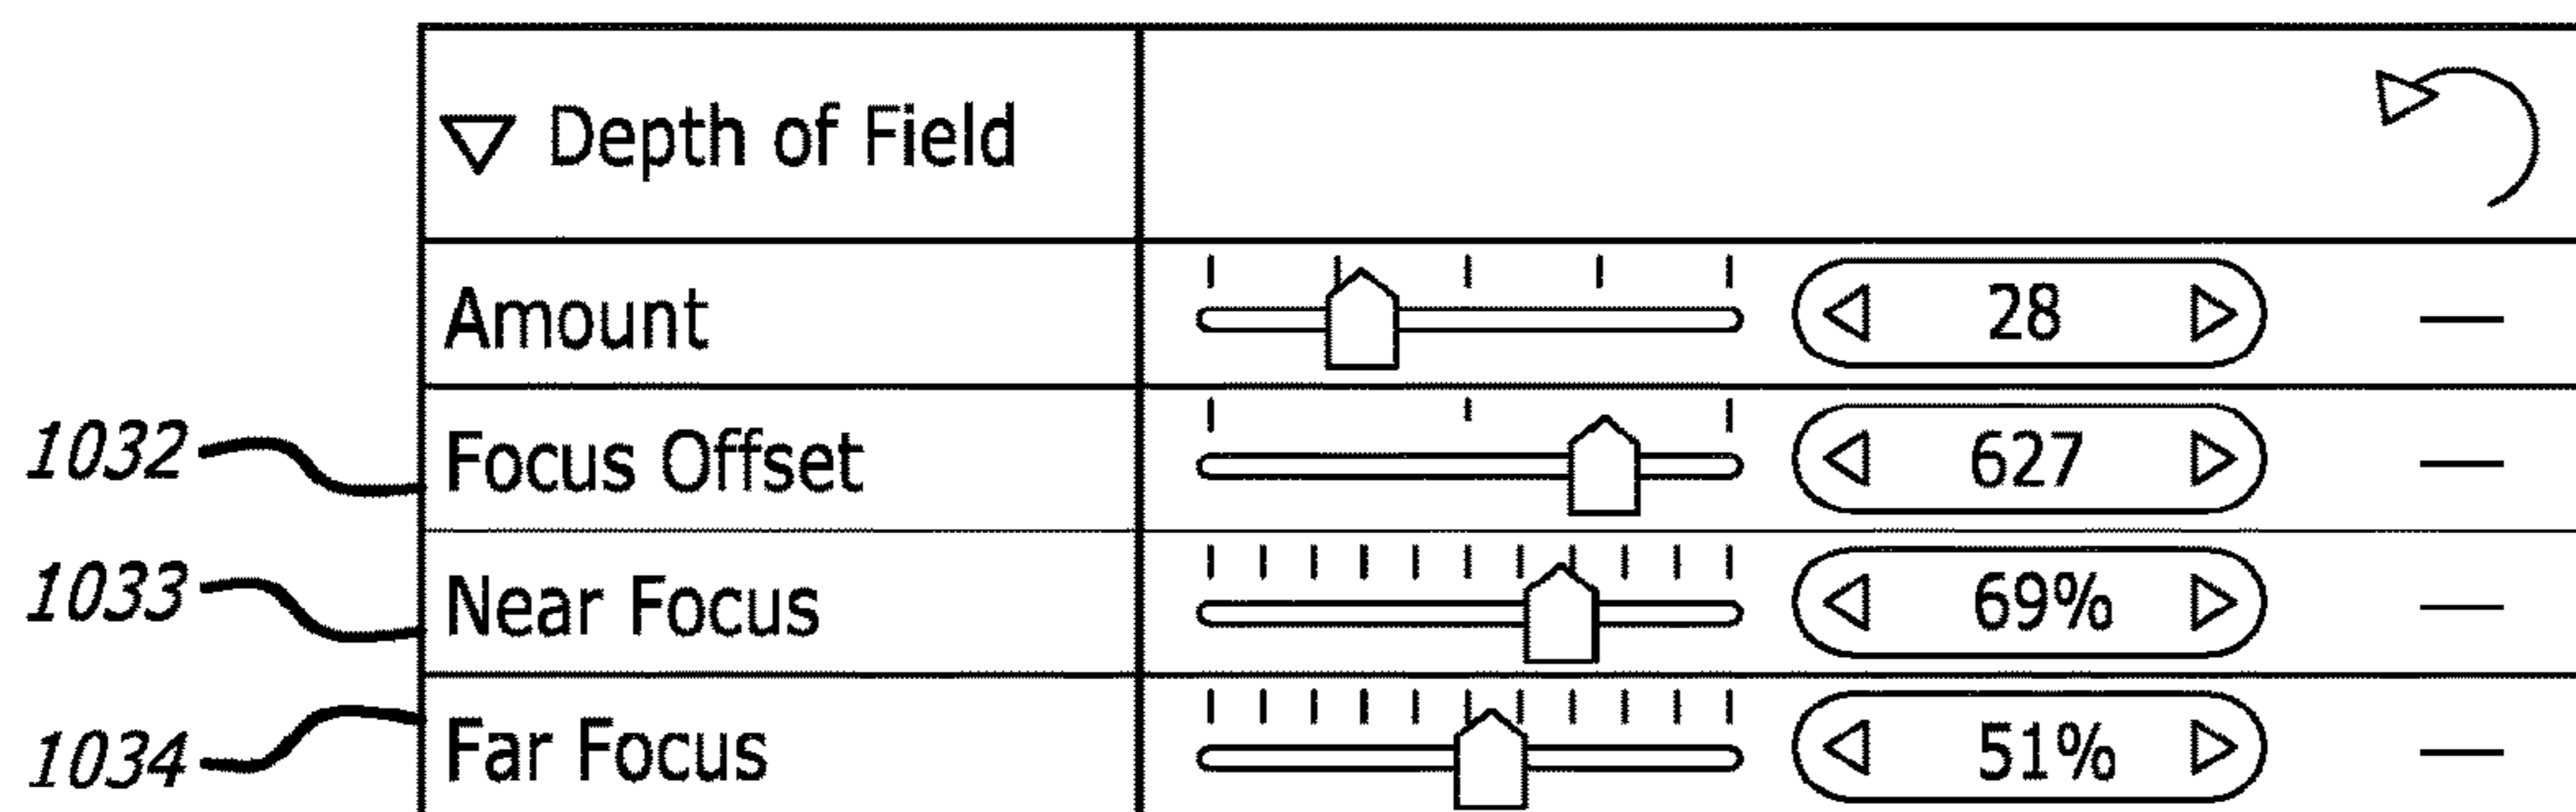 Depth of Field
Amount 28
1032 Focus Offset 627
1033 Near Focus 69%
1034 Far Focus 51%